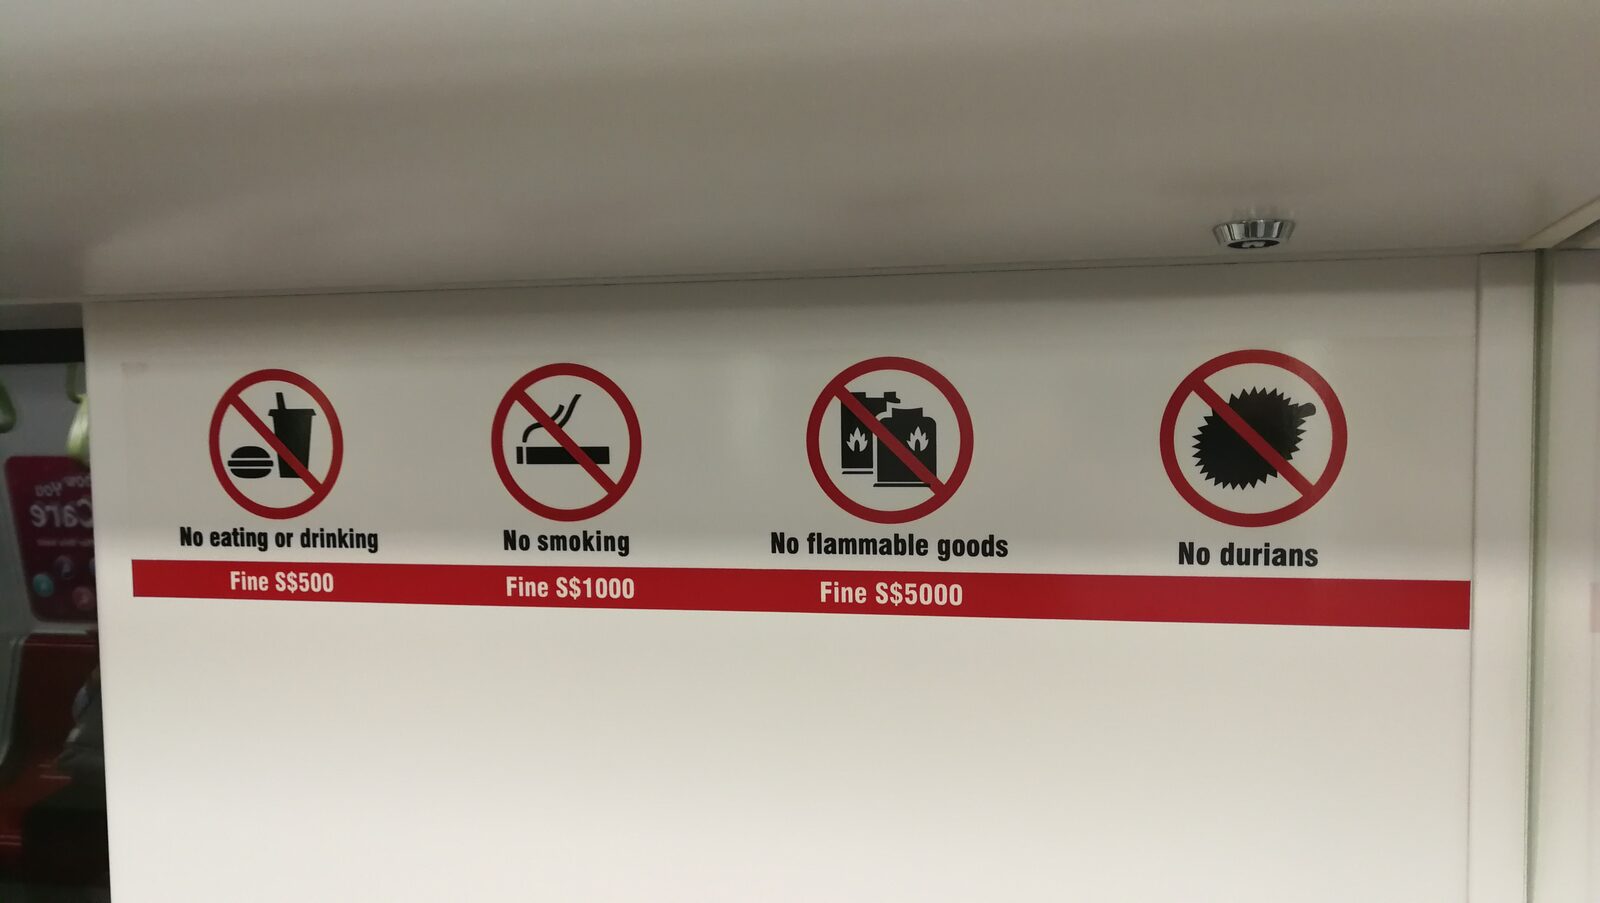 No eating or drinking
Fine S$500
No smoking
Fine S$1000
No flammable goods
Fine S$5000
No durians